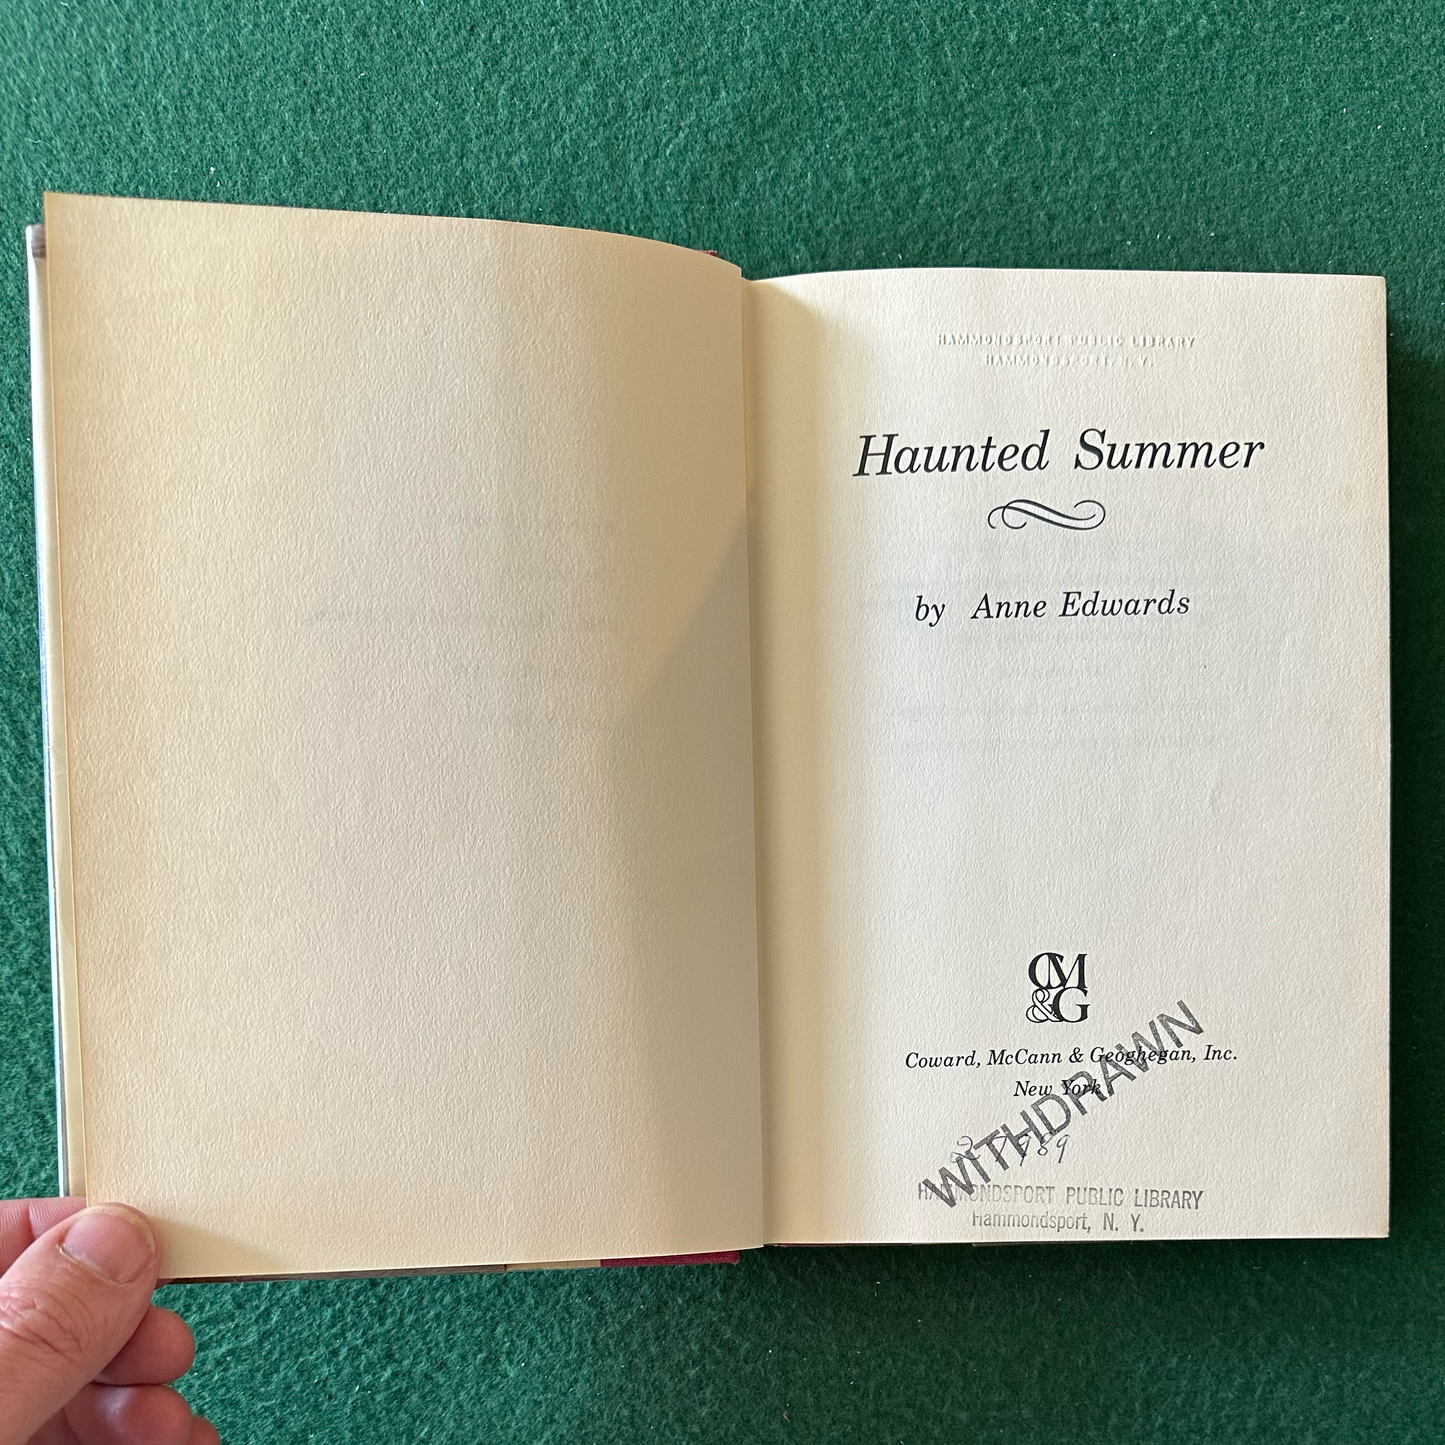 HAMMONDSPORT PUBLIC LIBRARY
HAMMONDSPORT, N. Y.
Haunted Summer
by Anne Edwards
CM
&G
Coward, McCann & Geoghegan, Inc.
New York
WITHDRAWN
HAMMONDSPORT PUBLIC LIBRARY
Hammondsport, N. Y.